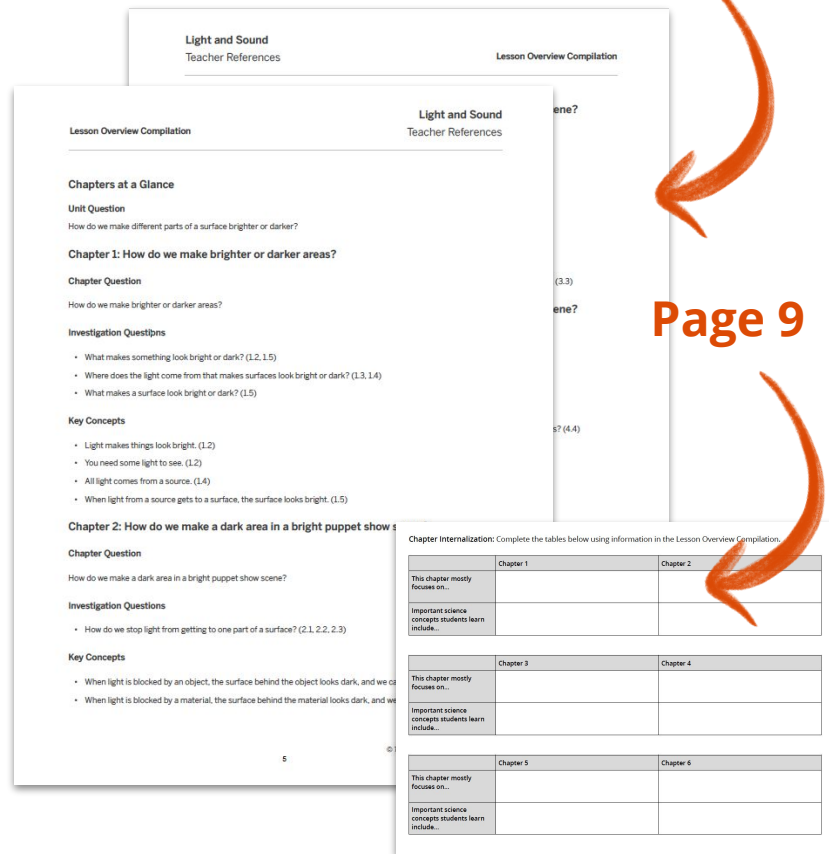 Light and Sound
Teacher References
Lesson Overview Compilation
ene?
(3.3)
ene?
s? (4.4)
Light and Sound
Lesson Overview Compilation
Teacher References
Chapters at a Glance
Unit Question
How do we make different parts of a surface brighter or darker?
Chapter 1: How do we make brighter or darker areas?
Chapter Question
How do we make brighter or darker areas?
Investigation Questions
• What makes something look bright or dark? (1.2, 1.5)
• Where does the light come from that makes surfaces look bright or dark? (1.3, 1.4)
• What makes a surface look bright or dark? (1.5)
Key Concepts
• Light makes things look bright. (1.2)
• You need some light to see. (1.2)
• All light comes from a source. (1.4)
• When light from a source gets to a surface, the surface looks bright. (1.5)
Chapter 2: How do we make a dark area in a bright puppet show s
Chapter Question
How do we make a dark area in a bright puppet show scene?
Investigation Questions
• How do we stop light from getting to one part of a surface? (2.1, 2.2, 2.3)
Key Concepts
• When light is blocked by an object, the surface behind the object looks dark, and we ca
• When light is blocked by a material, the surface behind the material looks dark, and we
©
5
Page 9
Chapter Internalization: Complete the tables below using information in the Lesson Overview Compilation.
Chapter 1 Chapter 2
This chapter mostly
focuses on...
Important science
concepts students learn
include...
Chapter 3 Chapter 4
This chapter mostly
focuses on...
Important science
concepts students learn
include...
Chapter 5 Chapter 6
This chapter mostly
focuses on...
Important science
concepts students learn
include...